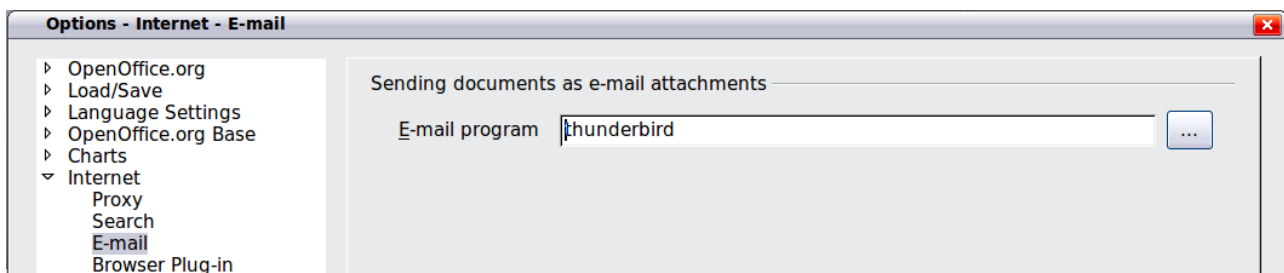 Options - Internet - E-mail
OpenOffice.org
Load/Save
Language Settings
OpenOffice.org Base
Charts
Internet
Proxy
Search
E-mail
Browser Plug-in
Sending documents as e-mail attachments
E-mail program thunderbird ...